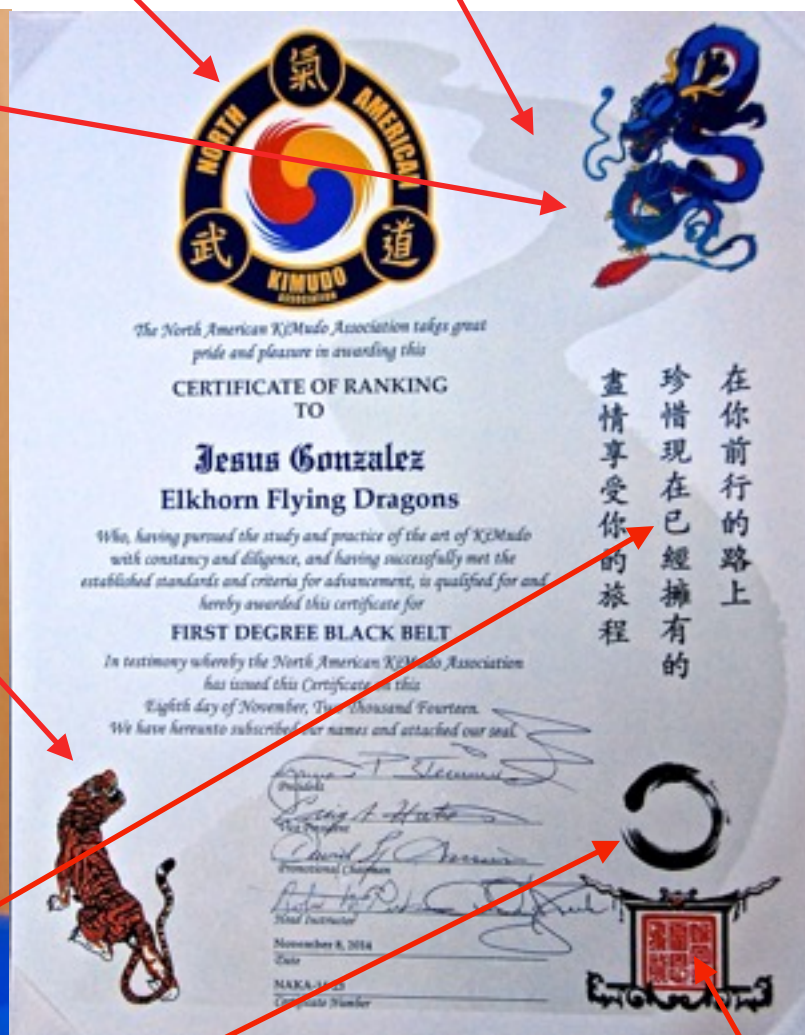 氣
NORTH AMERICAN
武 道
KIMUDO
ASSOCIATION
The North American KiMudo Association takes great
pride and pleasure in awarding this
CERTIFICATE OF RANKING
TO
Jesus Gonzalez
Elkhorn Flying Dragons
Who, having pursued the study and practice of the art of KiMudo
with constancy and diligence, and having successfully met the
established standards and criteria for advancement, is qualified for and
hereby awarded this certificate for
FIRST DEGREE BLACK BELT
In testimony whereby the North American KiMudo Association
has issued this Certificate on this
Eighth day of November, Two Thousand Fourteen.
We have hereunto subscribed our names and attached our seal.
President
Vice President
Promotional Chairman
Head Instructor
November 8, 2014
Date
Certificate Number
在你前行的路上
珍惜現在已經擁有的
盡情享受你的旅程